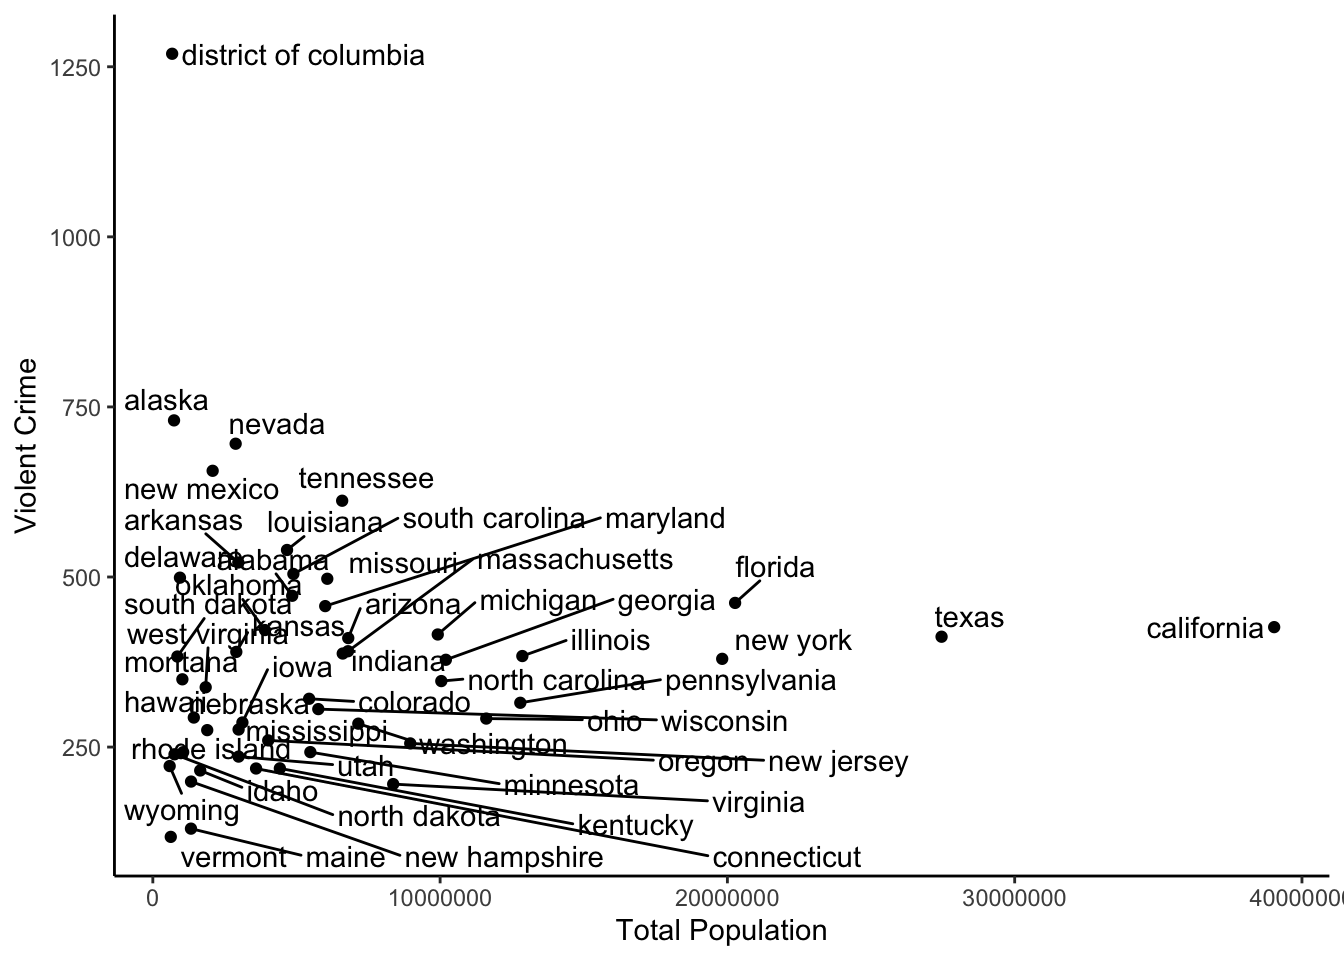 district of columbia
1250
1000
Violent Crime
750
alaska
nevada
new mexico
tennessee
arkansas
louisiana
south carolina
maryland
delaware
alabama
missouri
massachusetts
florida
500
oklahoma
south dakota
arizona
michigan
georgia
texas
west virginia
kansas
illinois
new york
california
montana
iowa
indiana
north carolina
pennsylvania
hawaii
nebraska
colorado
ohio
wisconsin
mississippi
washington
250
rhode island
utah
oregon
new jersey
idaho
minnesota
wyoming
north dakota
kentucky
virginia
vermont
maine
new hampshire
connecticut
0
10000000
20000000
30000000
4000000
Total Population